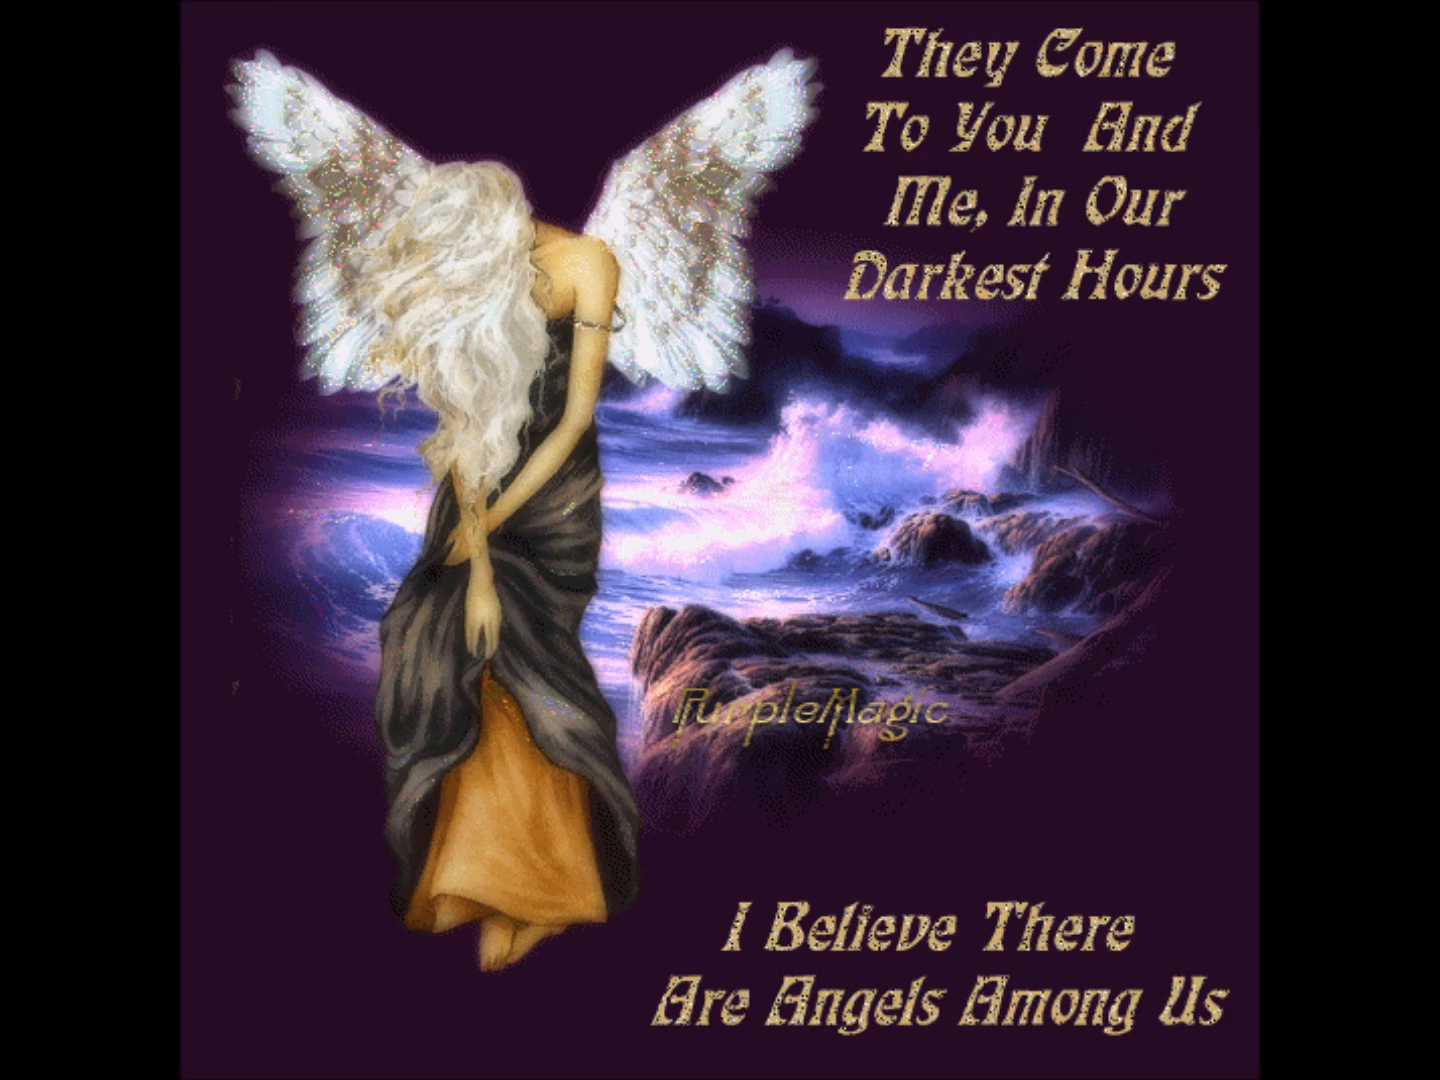 They Come
To You And
Me, In Our
Darkest Hours
PurpleMagic
I Believe There
Are Angels Among Us